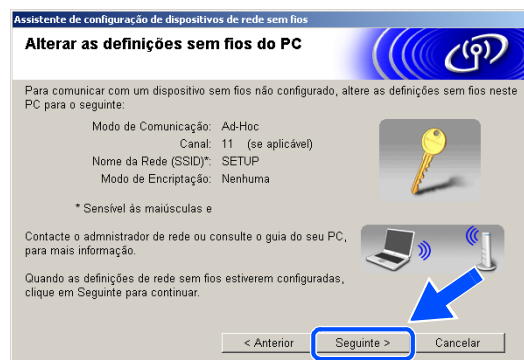 Assistente de configuração de dispositivos de rede sem fios
Alterar as definições sem fios do PC
Para comunicar com um dispositivo sem fios não configurado, altere as definições sem fios neste
PC para o seguinte:
Modo de Comunicação: Ad-Hoc
Canal: 11 (se aplicável)
Nome da Rede (SSID)*: SETUP
Modo de Encriptação: Nenhuma
* Sensível às maiúsculas e
Contacte o admnistrador de rede ou consulte o guia do seu PC,
para mais informação.
Quando as definições de rede sem fios estiverem configuradas,
clique em Seguinte para continuar.
< Anterior Seguinte > Cancelar